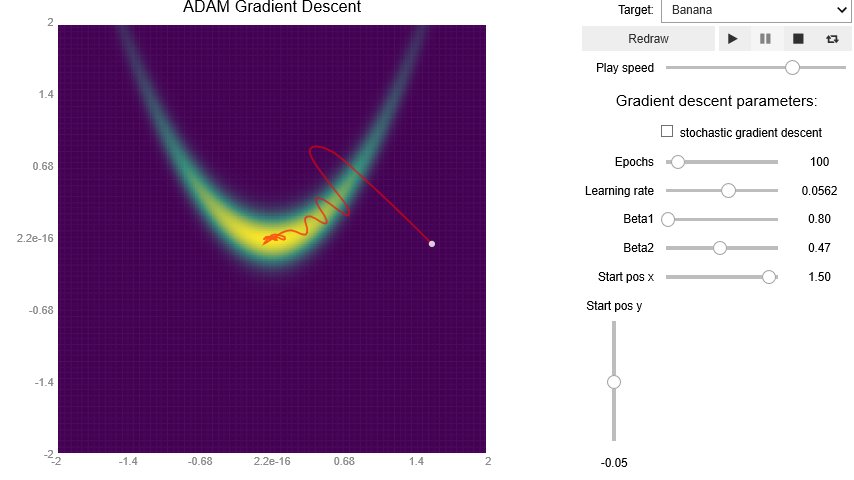 ADAM Gradient Descent
2
1.4
0.68
2.2e-16
-0.68
-1.4
-2
-2 -1.4 -0.68 2.2e-16 0.68 1.4 2
Target: Banana
Redraw
Play speed
Gradient descent parameters:
stochastic gradient descent
Epochs 100
Learning rate 0.0562
Beta1 0.80
Beta2 0.47
Start pos x 1.50
Start pos y
-0.05